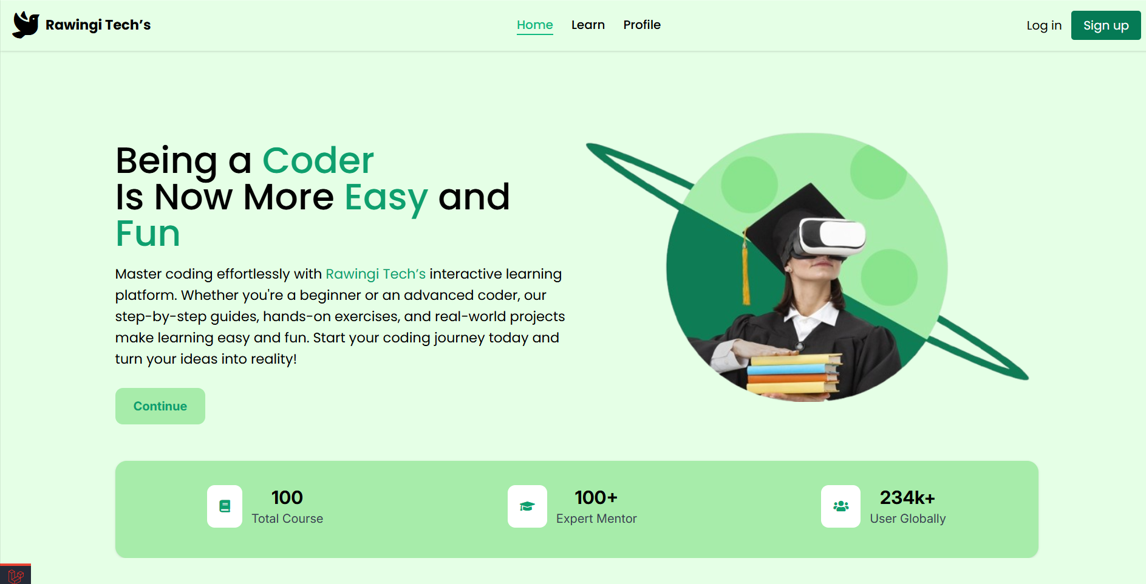 Rawingi Tech’s
Home Learn Profile
Log in Sign up
Being a Coder
Is Now More Easy and
Fun
Master coding effortlessly with Rawingi Tech’s interactive learning
platform. Whether you're a beginner or an advanced coder, our
step-by-step guides, hands-on exercises, and real-world projects
make learning easy and fun. Start your coding journey today and
turn your ideas into reality!
Continue
100
Total Course
100+
Expert Mentor
234k+
User Globally